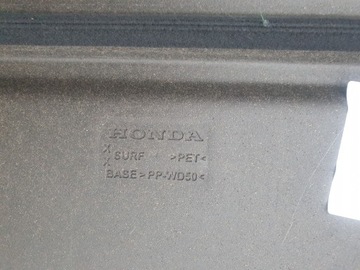 HONDA
X SURF >PET<
X BASE >PP-WD50<